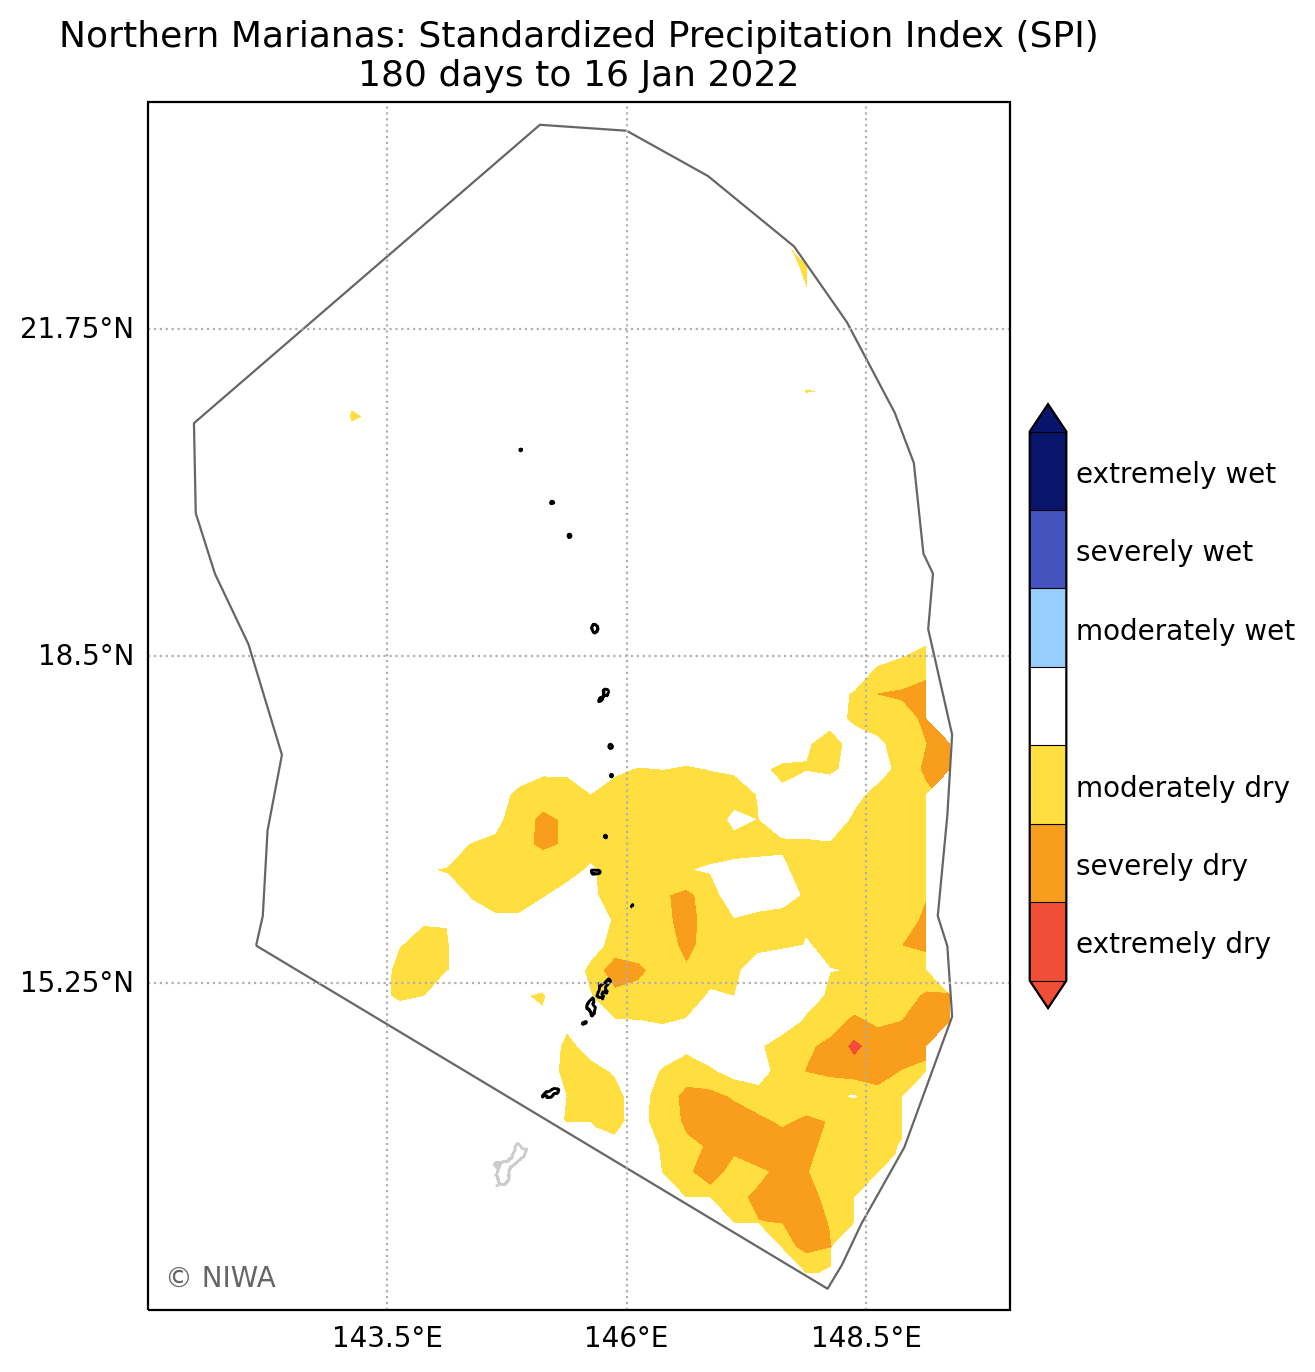 Northern Marianas: Standardized Precipitation Index (SPI)
180 days to 16 Jan 2022
21.75°N
18.5°N
15.25°N
143.5°E
146°E
148.5°E
extremely wet
severely wet
moderately wet
moderately dry
severely dry
extremely dry
© NIWA